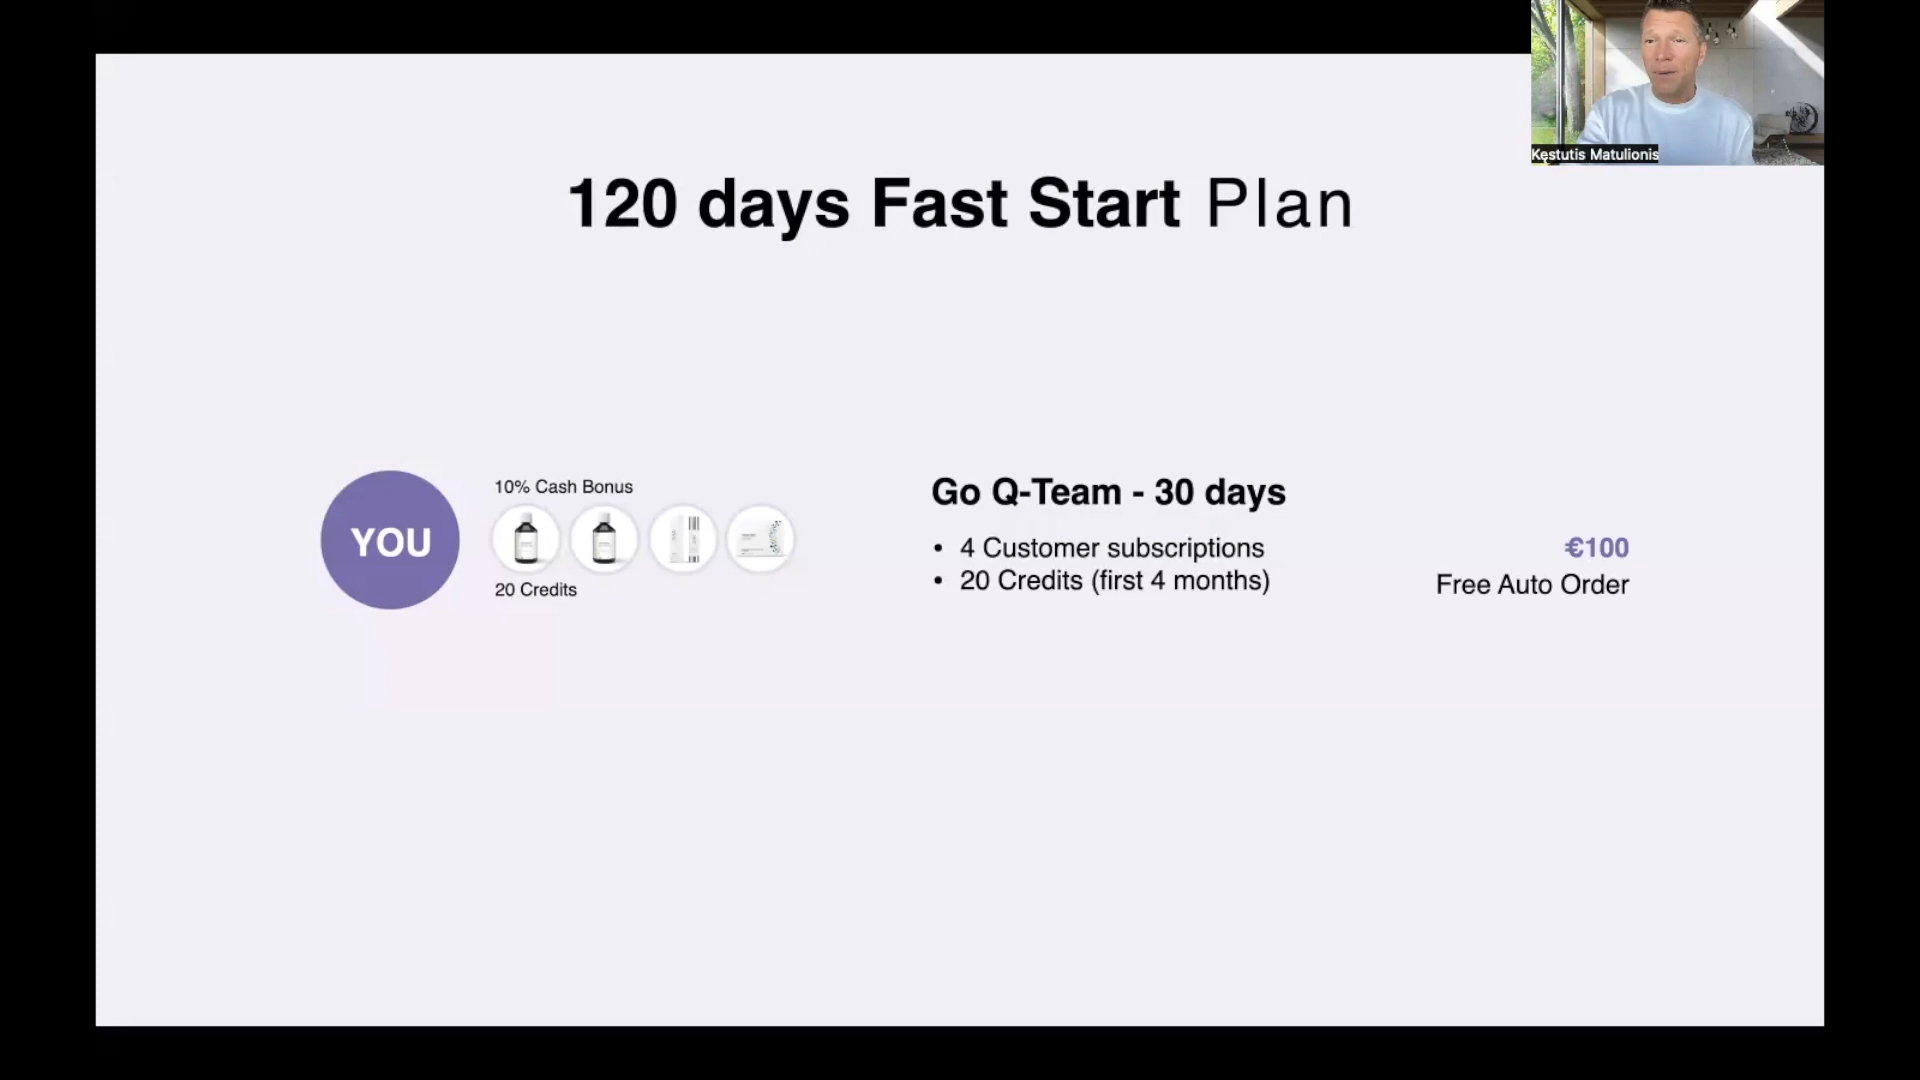 Kęstutis Matulionis
120 days Fast Start Plan
YOU
10% Cash Bonus
20 Credits
Go Q-Team - 30 days
• 4 Customer subscriptions
• 20 Credits (first 4 months)
€100
Free Auto Order